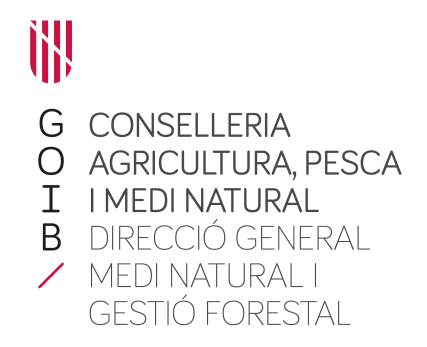 G CONSELLERIA
O AGRICULTURA, PESCA
I I MEDI NATURAL
B DIRECCIÓ GENERAL
/ MEDI NATURAL I
GESTIÓ FORESTAL